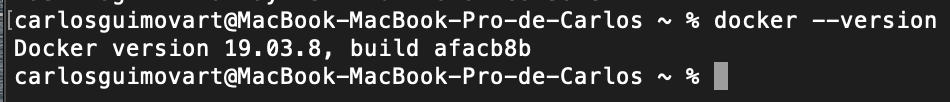 [carlosguimovart@MacBook-MacBook-Pro-de-Carlos ~ % docker --version
Docker version 19.03.8, build afacb8b
carlosguimovart@MacBook-MacBook-Pro-de-Carlos ~ %